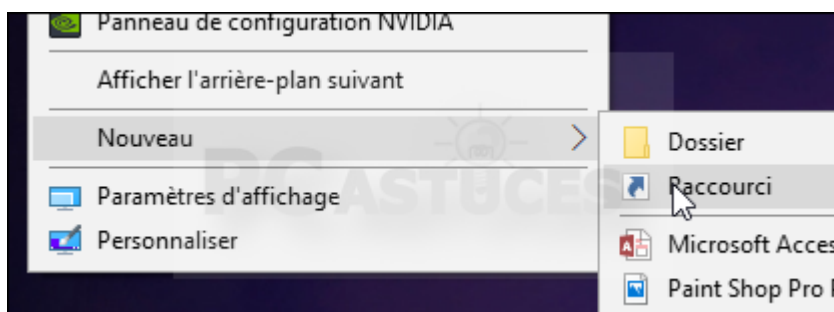 Panneau de configuration NVIDIA
Afficher l'arrière-plan suivant
Nouveau
Dossier
Raccourci
Paramètres d'affichage
Personnaliser
Microsoft Acces
Paint Shop Pro
PC ASTUCES